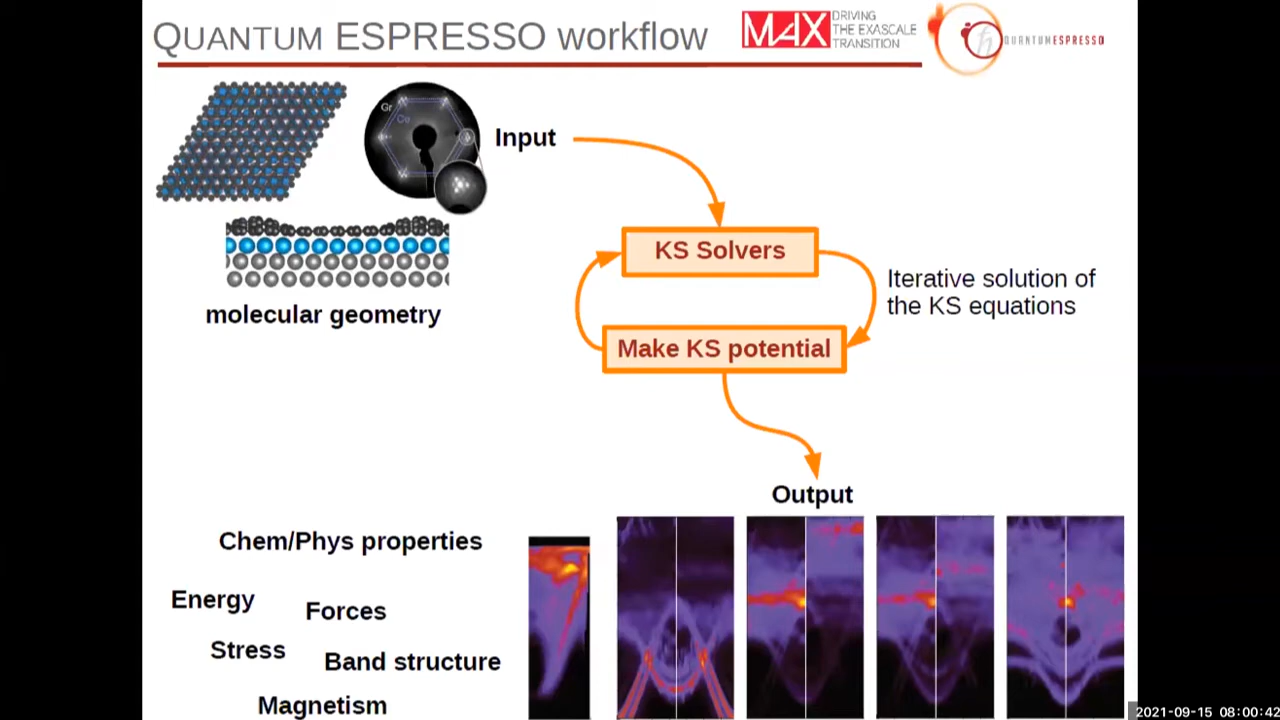 QUANTUM ESPRESSO workflow
MAX
DRIVING
THE EXASCALE
TRANSITION
QUANTUMESPRESSO
Gr
Co
Input
KS Solvers
Iterative solution of
the KS equations
molecular geometry
Make KS potential
Output
Chem/Phys properties
Energy
Forces
Stress
Band structure
Magnetism
2021-09-15 08:00:42